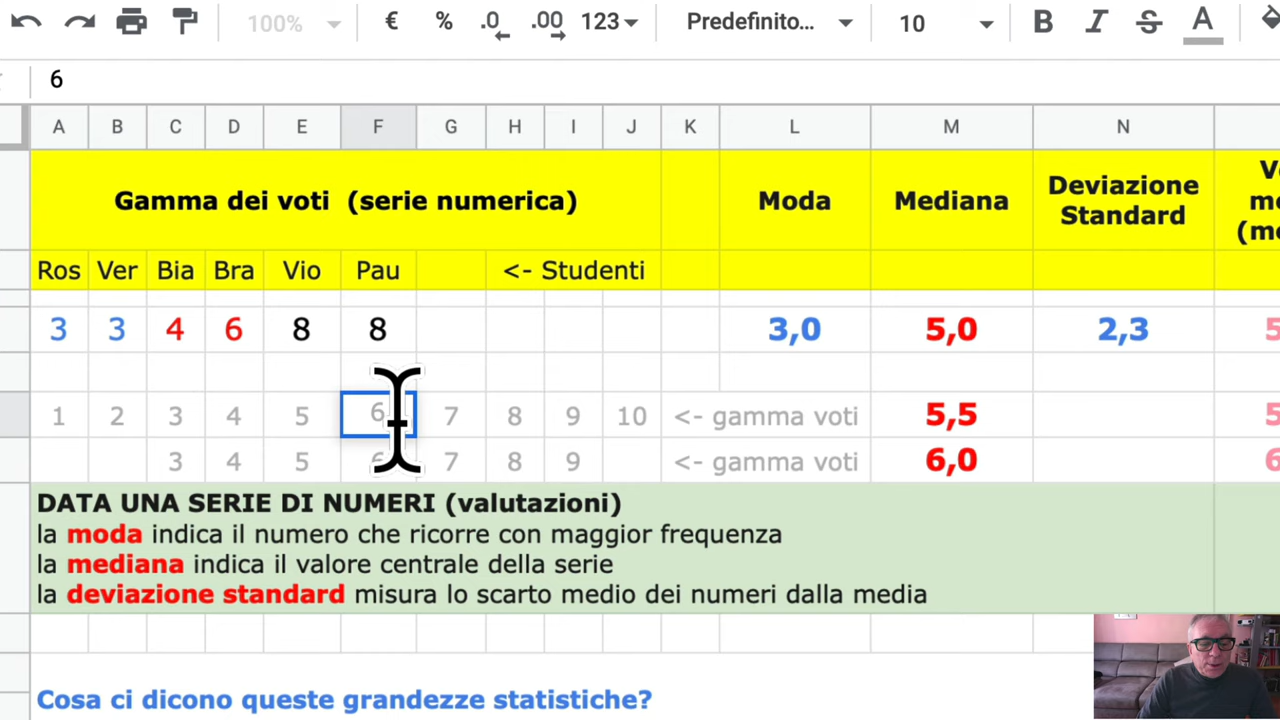 100% € % .0 .00 123 Predefinito... 10 B I S A
6
A B C D E F G H I J K L M N
Gamma dei voti (serie numerica) Moda Mediana Deviazione Standard
Ros Ver Bia Bra Vio Pau <- Studenti
3 3 4 6 8 8 3,0 5,0 2,3 5
1 2 3 4 5 6 7 8 9 10 <- gamma voti 5,5 5
3 4 5 6 7 8 9 <- gamma voti 6,0 6
DATA UNA SERIE DI NUMERI (valutazioni)
la moda indica il numero che ricorre con maggior frequenza
la mediana indica il valore centrale della serie
la deviazione standard misura lo scarto medio dei numeri dalla media
Cosa ci dicono queste grandezze statistiche?